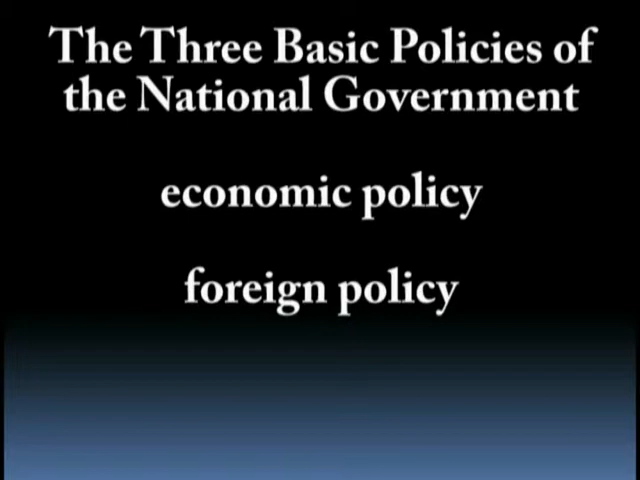 The Three Basic Policies of
the National Government
economic policy
foreign policy